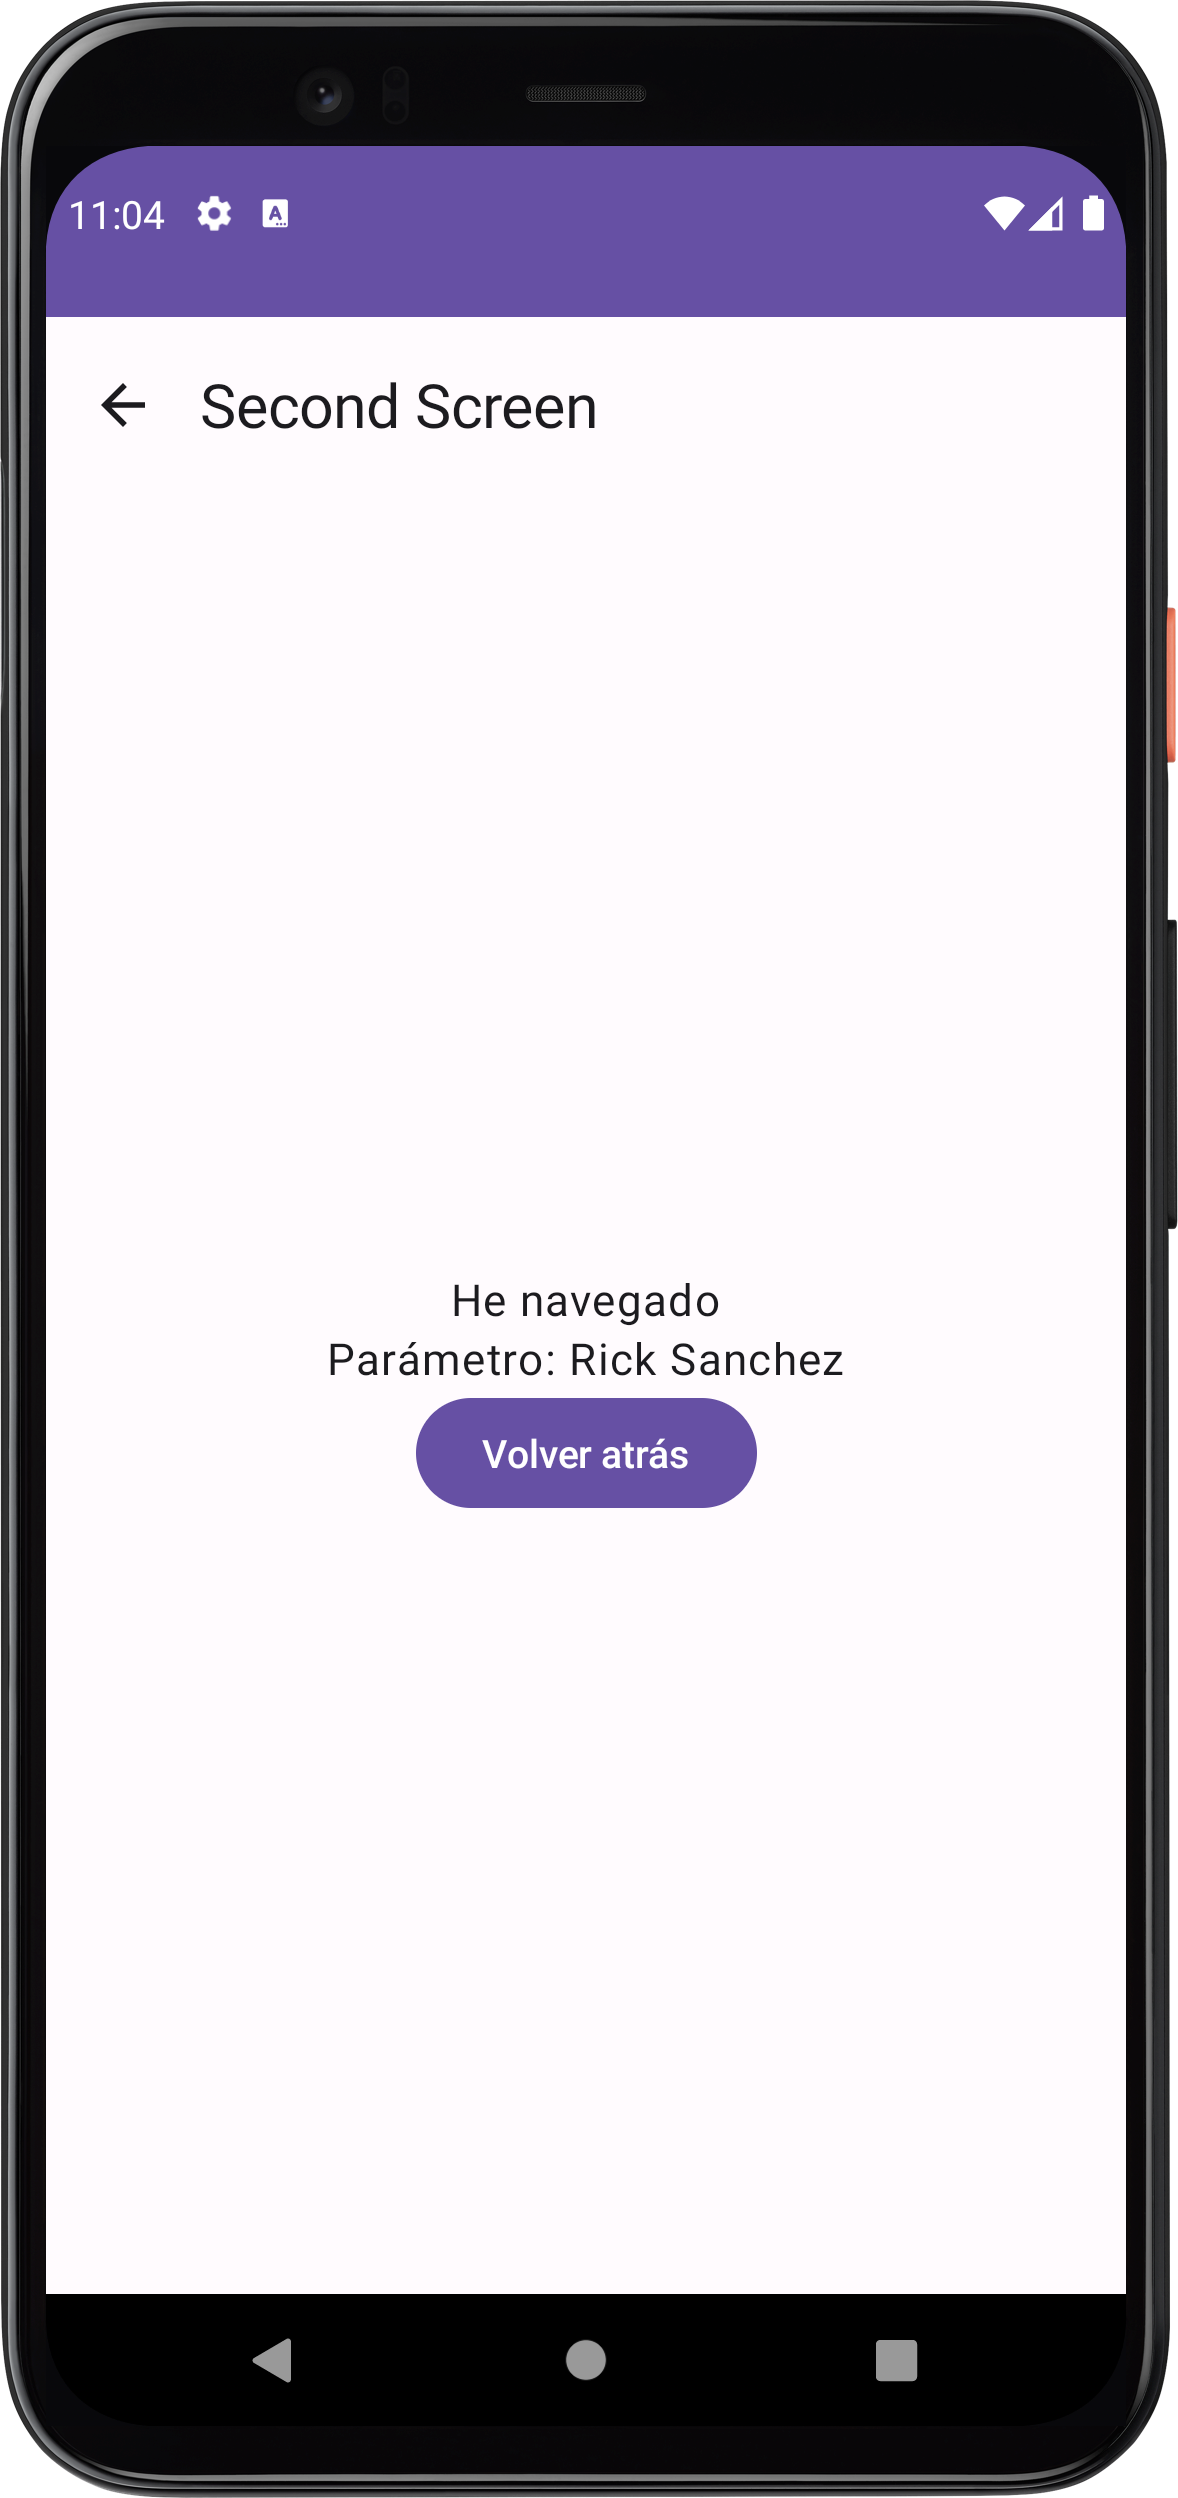 11:04
Second Screen
He navegado
Parámetro: Rick Sanchez
Volver atrás